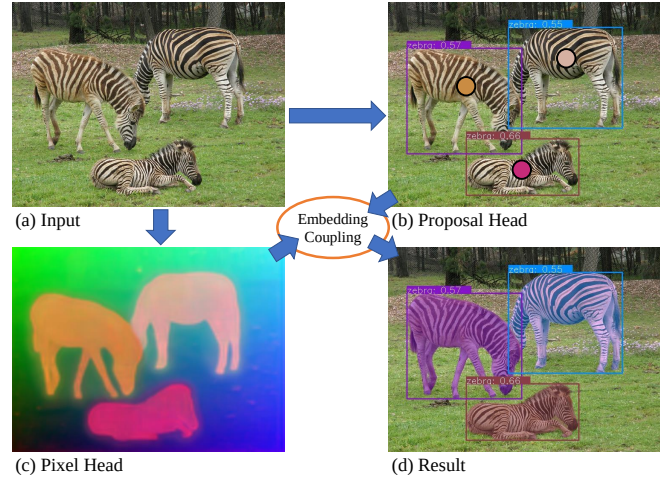 zebra: 0.55
zebra: 0.57
zebra: 0.66
(a) Input
(b) Proposal Head
Embedding
Coupling
zebra: 0.55
zebra: 0.57
zebra: 0.66
(c) Pixel Head
(d) Result